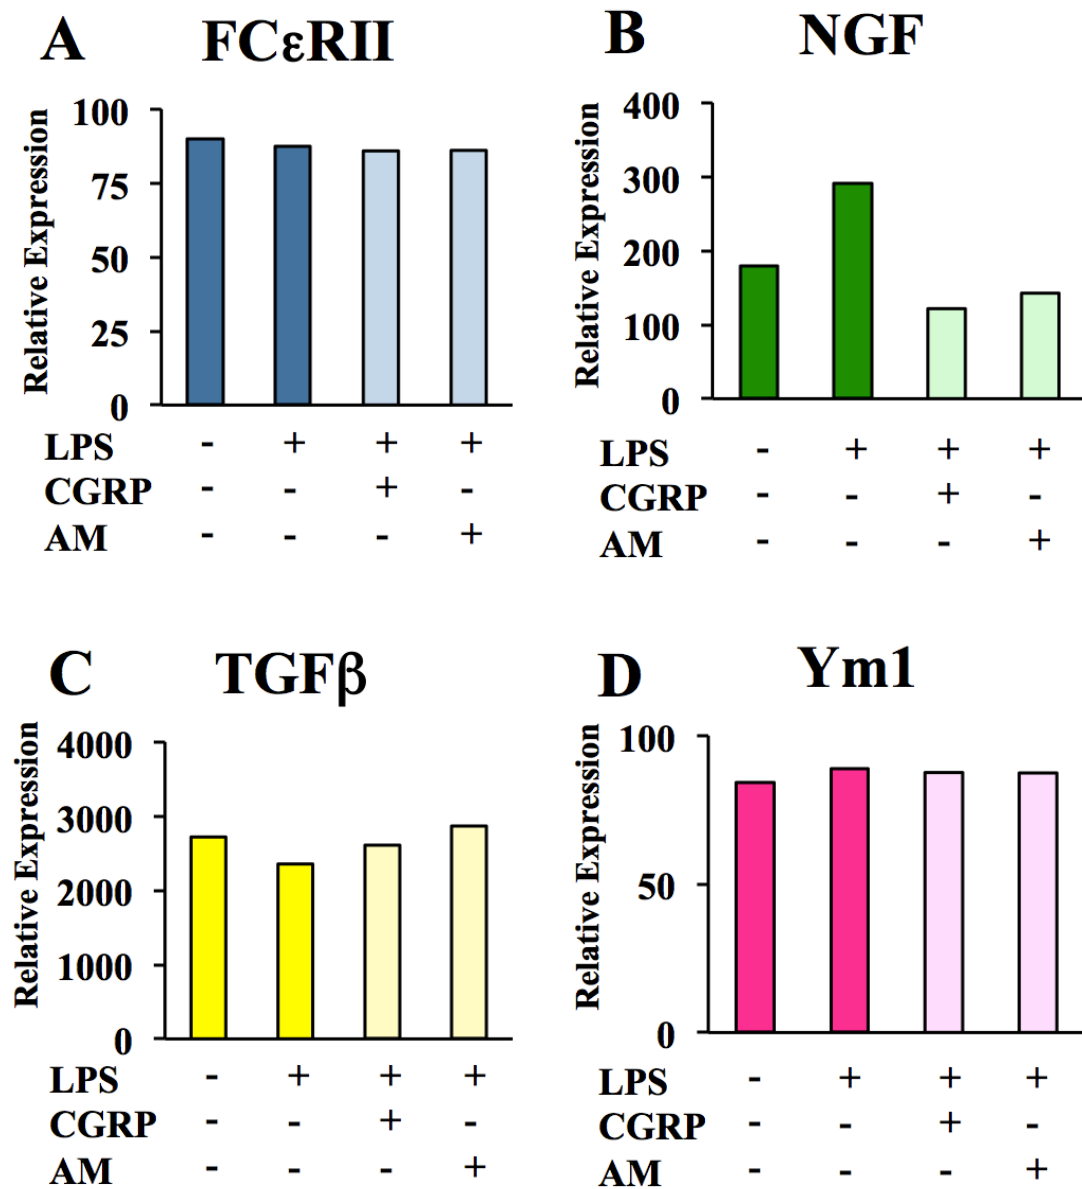 A FCεRII
Relative Expression
100
75
50
25
0
LPS - + + +
CGRP - - + -
AM - - - +
B NGF
Relative Expression
400
300
200
100
0
LPS - + + +
CGRP - - + -
AM - - - +
C TGFβ
Relative Expression
4000
3000
2000
1000
0
LPS - + + +
CGRP - - + -
AM - - - +
D Ym1
Relative Expression
100
50
0
LPS - + + +
CGRP - - + -
AM - - - +